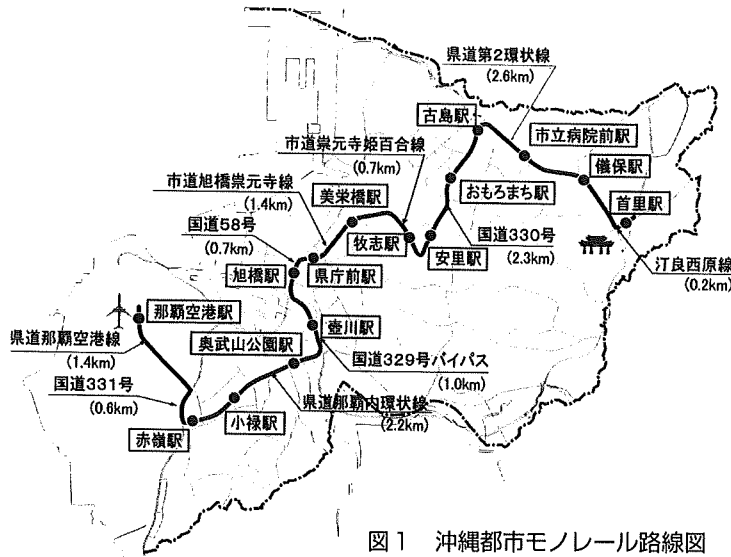 県道第2環状線
(2.6km)
古島駅
市立病院前駅
市道崇元寺姫百合線
(0.7km)
儀保駅
市道旭橋崇元寺線
(1.4km)
美栄橋駅
おもろまち駅
首里駅
国道58号
(0.7km)
牧志駅
安里駅
国道330号
(2.3km)
汀良西原線
(0.2km)
旭橋駅
県庁前駅
那覇空港駅
県道那覇空港線
(1.4km)
奥武山公園駅
壺川駅
国道329号バイパス
(1.0km)
国道331号
(0.6km)
県道那覇内環状線
(2.2km)
赤嶺駅
小禄駅
図1 沖縄都市モノレール路線図